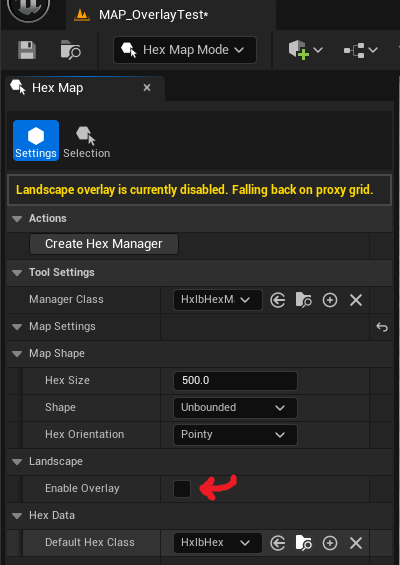 MAP_OverlayTest*
Hex Map Mode
Hex Map
Settings
Selection
Landscape overlay is currently disabled. Falling back on proxy grid.
Actions
Create Hex Manager
Tool Settings
Manager Class HxlbHexMa
Map Settings
Map Shape
Hex Size 500.0
Shape Unbounded
Hex Orientation Pointy
Landscape
Enable Overlay
Hex Data
Default Hex Class HxlbHex